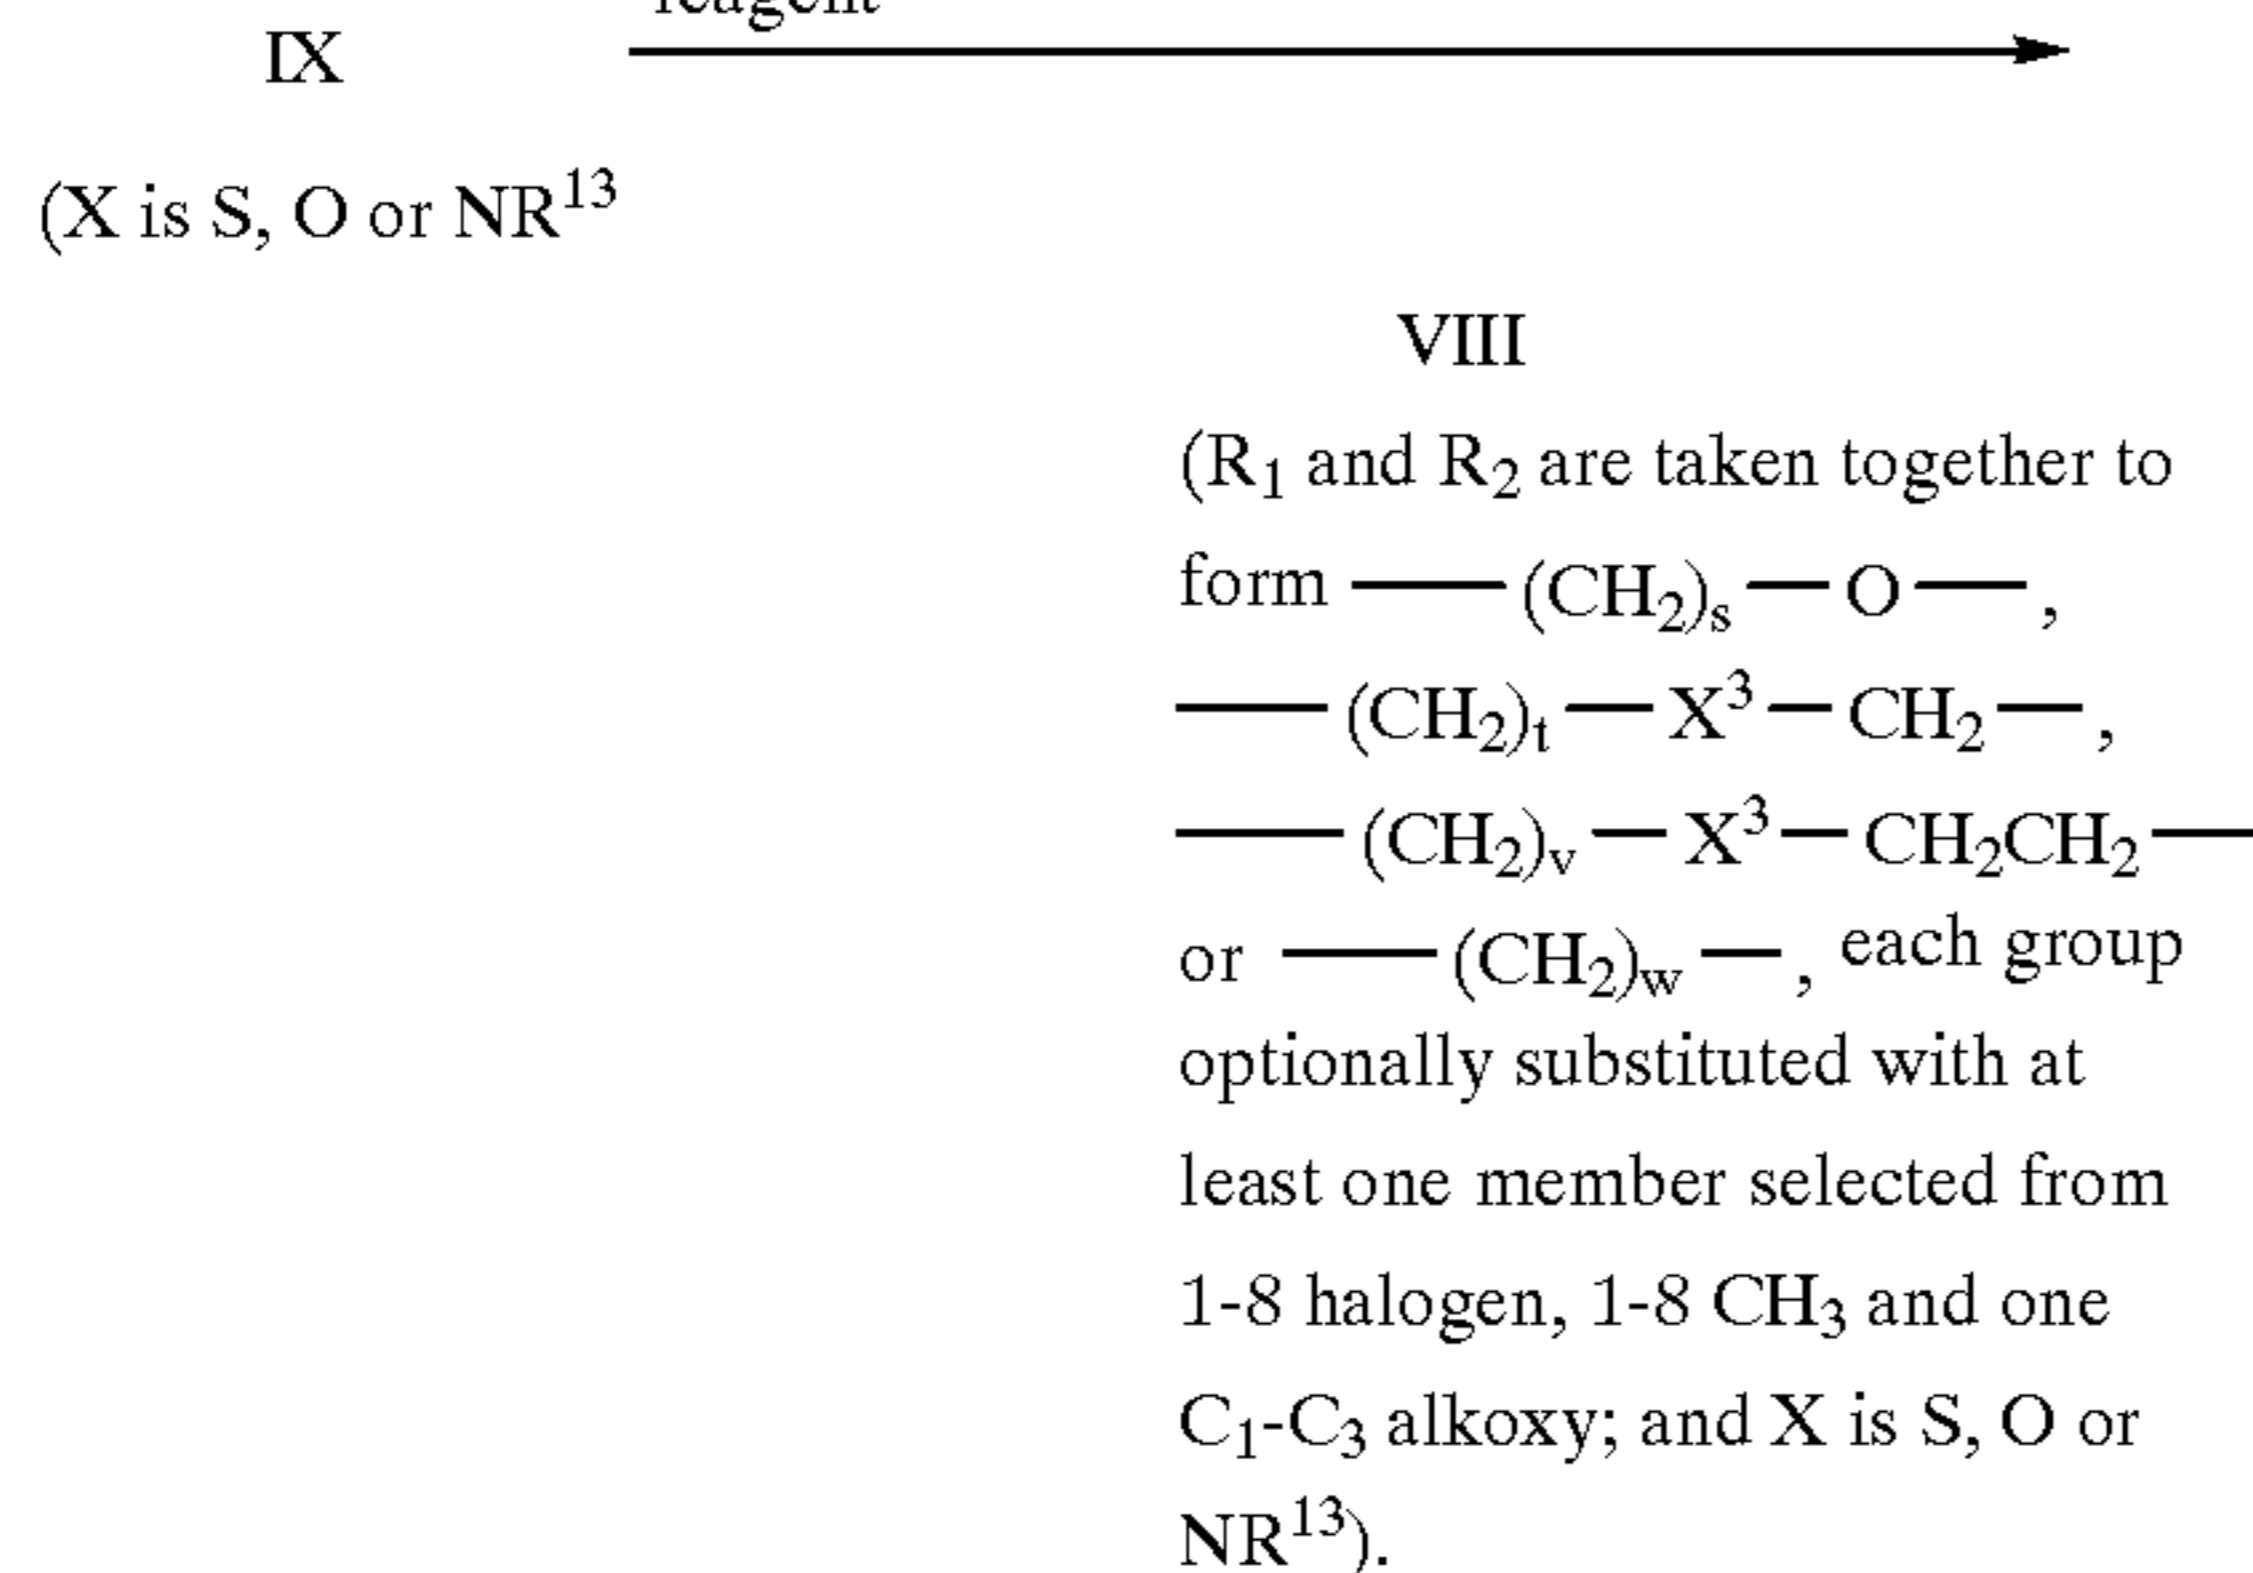 reagent
IX
(X is S, O or NR¹³
VIII
(R₁ and R₂ are taken together to
form —(CH₂)ₛ—O—,
—(CH₂)ₜ—X³—CH₂—,
—(CH₂)ᵥ—X³—CH₂CH₂—
or —(CH₂)w—, each group
optionally substituted with at
least one member selected from
1-8 halogen, 1-8 CH₃ and one
C₁-C₃ alkoxy; and X is S, O or
NR¹³).